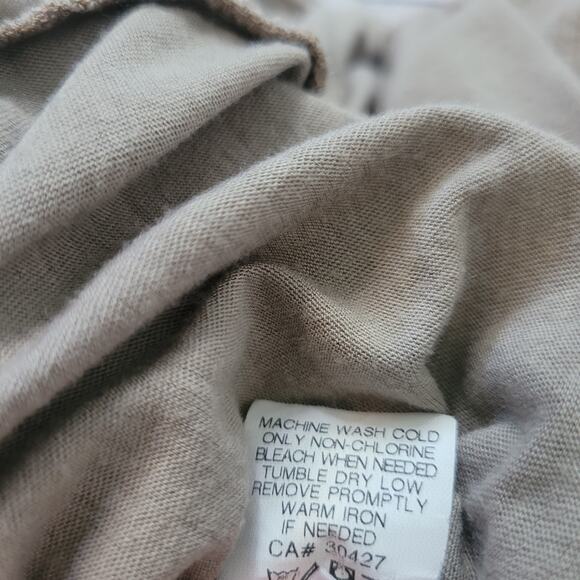 MACHINE WASH COLD
ONLY NON-CHLORINE
BLEACH WHEN NEEDED
TUMBLE DRY LOW
REMOVE PROMPTLY
WARM IRON
IF NEEDED
CA# 30427